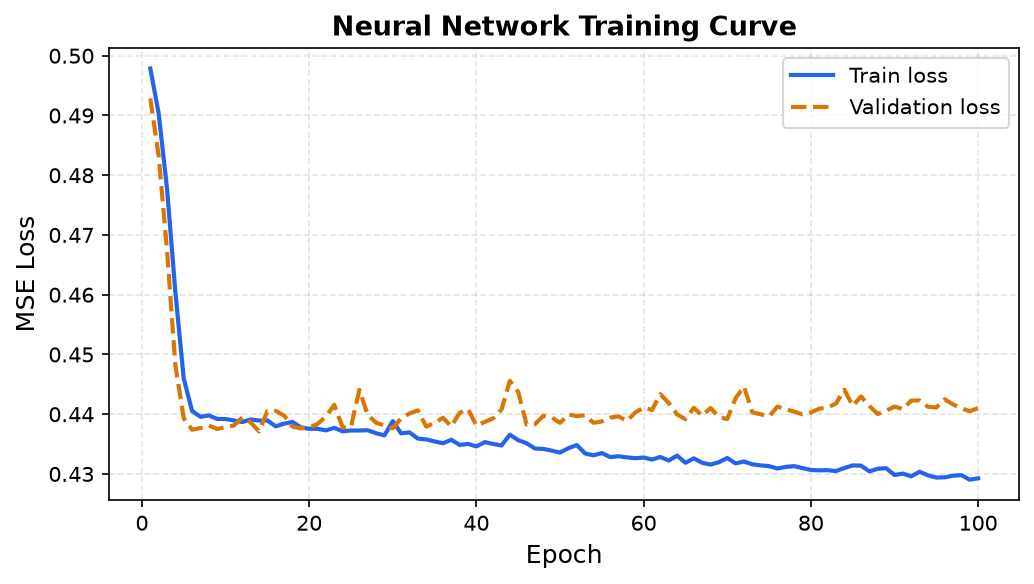 Neural Network Training Curve
Train loss
Validation loss
MSE Loss
0.50
0.49
0.48
0.47
0.46
0.45
0.44
0.43
0 20 40 60 80 100
Epoch